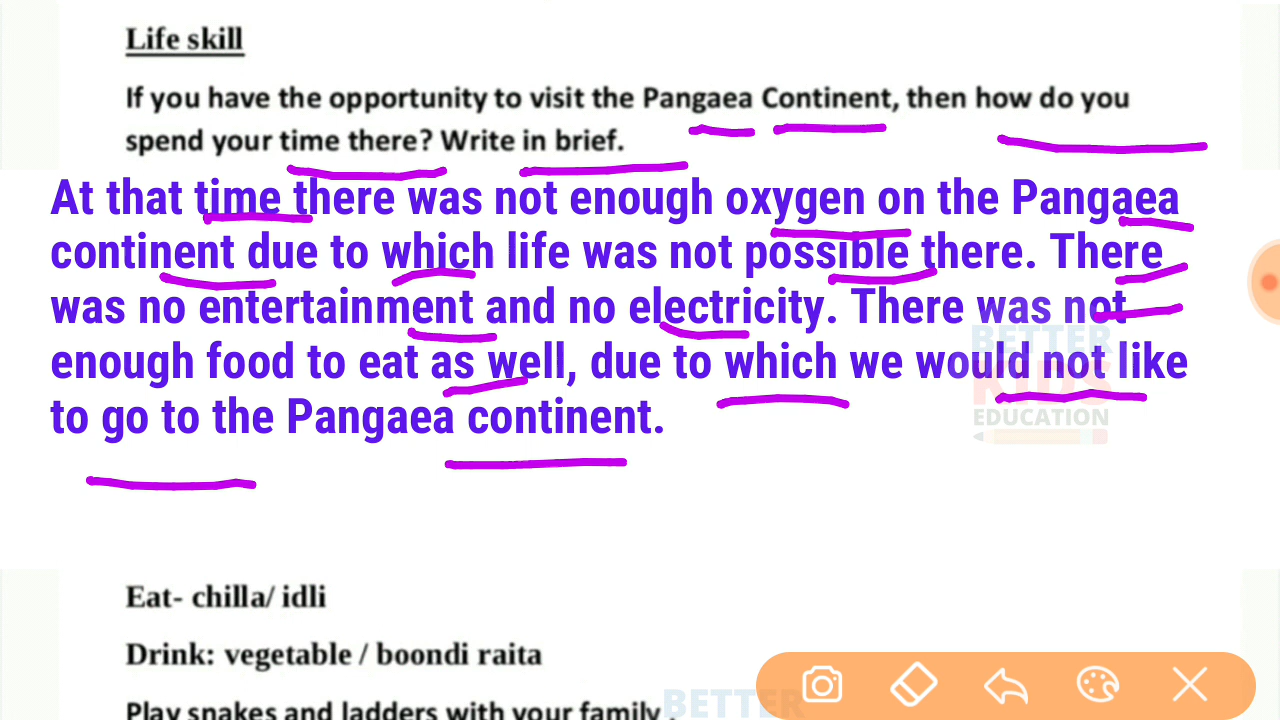 Life skill
If you have the opportunity to visit the Pangaea Continent, then how do you
spend your time there? Write in brief.
At that time there was not enough oxygen on the Pangaea
continent due to which life was not possible there. There
was no entertainment and no electricity. There was not
enough food to eat as well, due to which we would not like
to go to the Pangaea continent.
BETTER
KIDS
EDUCATION
Eat- chilla/ idli
Drink: vegetable / boondi raita
Play snakes and ladders with your family .
BETTER